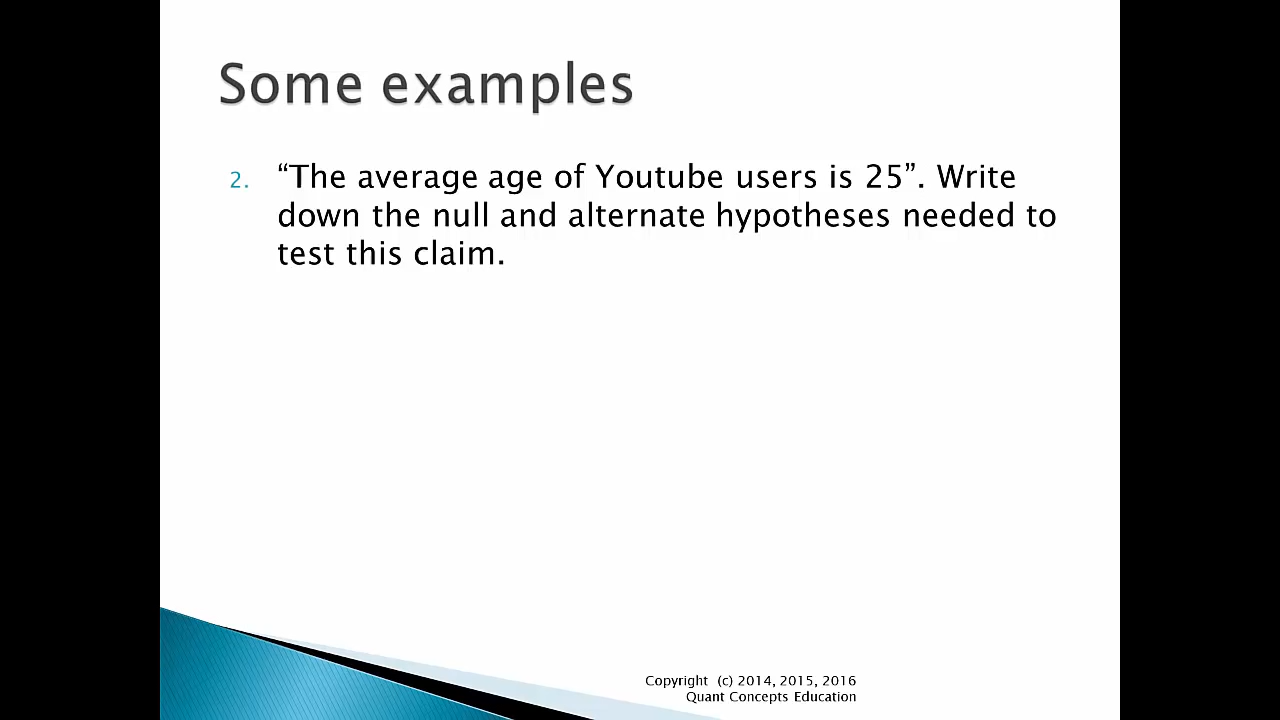 Some examples
2. “The average age of Youtube users is 25”. Write
down the null and alternate hypotheses needed to
test this claim.
Copyright (c) 2014, 2015, 2016
Quant Concepts Education